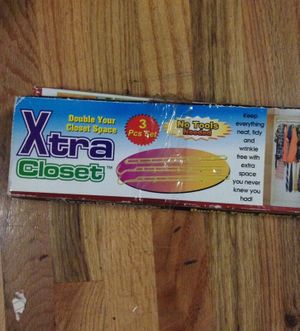 Double Your
Closet Space
3
Pcs Set
No Tools
Needed
Xtra
Closet™
Keep
everything
neat, tidy
and
wrinkle
free with
extra
space
you never
knew you
had!